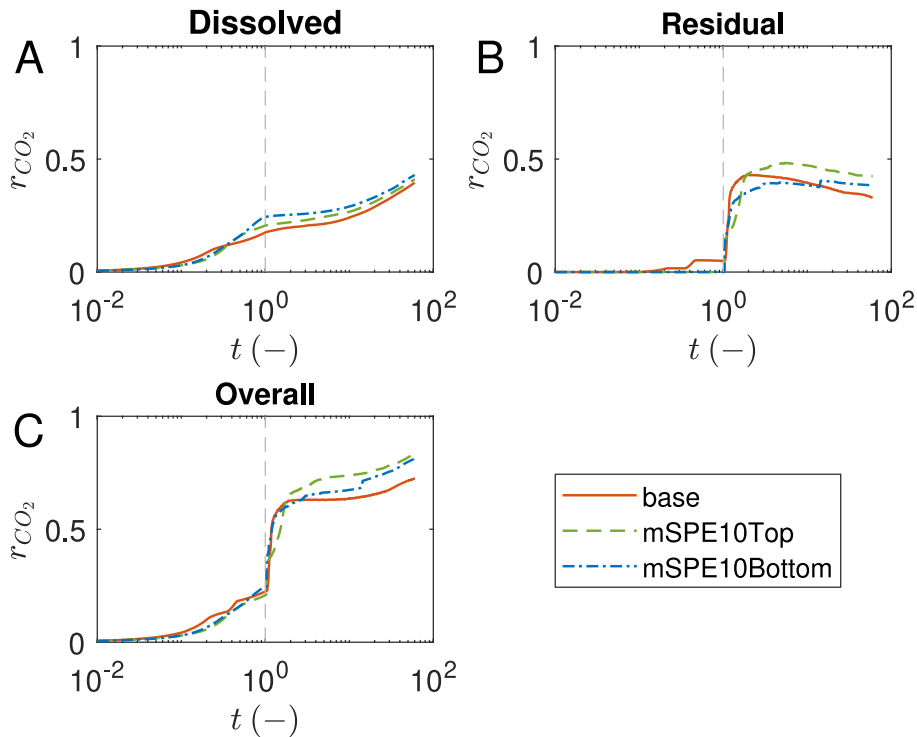 Dissolved
A
1
0.5
0
r_{CO_2}
10^{-2}
10^0
10^2
t (−)
Residual
B
1
0.5
0
r_{CO_2}
10^{-2}
10^0
10^2
t (−)
Overall
C
1
0.5
0
r_{CO_2}
10^{-2}
10^0
10^2
t (−)
base
mSPE10Top
mSPE10Bottom